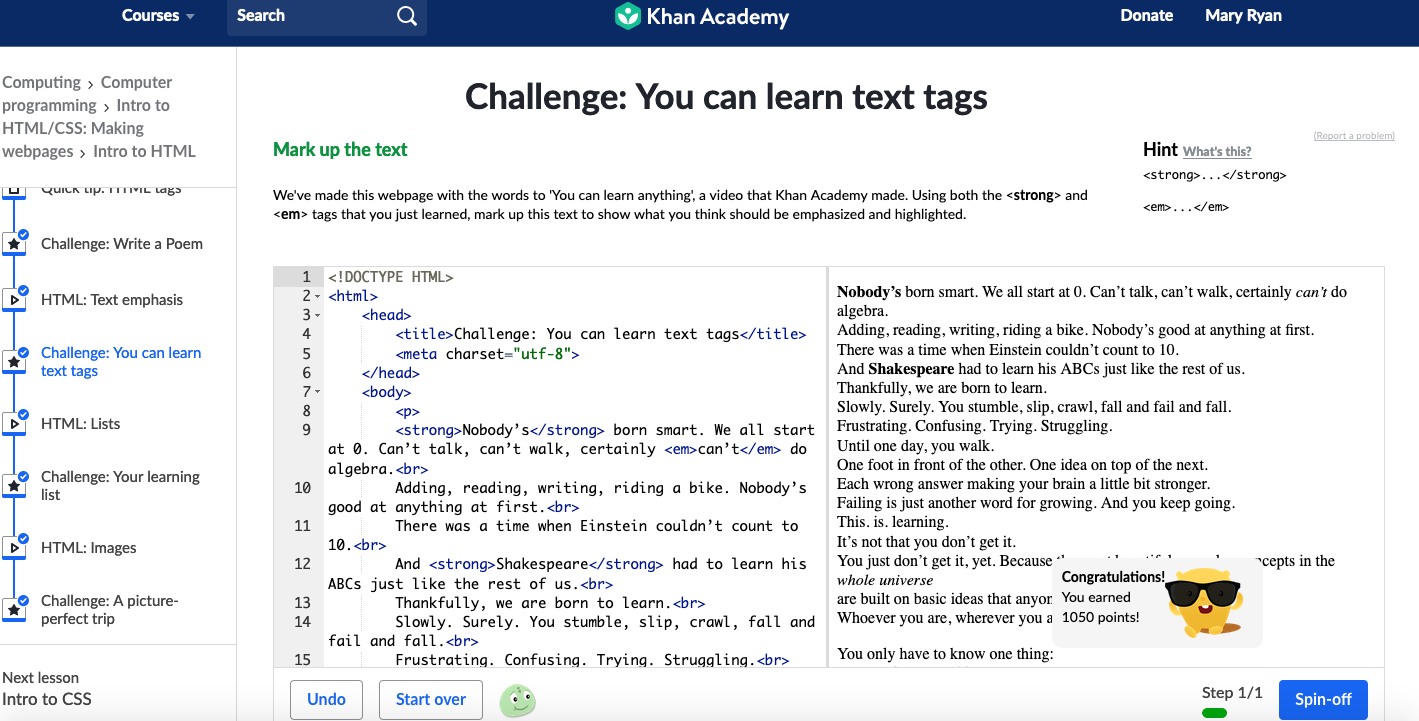 Courses
Search
Khan Academy
Donate
Mary Ryan
Computing > Computer
programming > Intro to
HTML/CSS: Making
webpages > Intro to HTML
Quick tip: HTML tags
Challenge: Write a Poem
HTML: Text emphasis
Challenge: You can learn
text tags
HTML: Lists
Challenge: Your learning
list
HTML: Images
Challenge: A picture-
perfect trip
Next lesson
Intro to CSS
Challenge: You can learn text tags
(Report a problem)
Mark up the text
We've made this webpage with the words to 'You can learn anything', a video that Khan Academy made. Using both the <strong> and
<em> tags that you just learned, mark up this text to show what you think should be emphasized and highlighted.
Hint What's this?
<strong>...</strong>
<em>...</em>
1 <!DOCTYPE HTML>
2 <html>
3 <head>
4 <title>Challenge: You can learn text tags</title>
5 <meta charset="utf-8">
6 </head>
7 <body>
8 <p>
9 <strong>Nobody’s</strong> born smart. We all start
at 0. Can’t talk, can’t walk, certainly <em>can’t</em> do
algebra.<br>
10 Adding, reading, writing, riding a bike. Nobody’s
good at anything at first.<br>
11 There was a time when Einstein couldn’t count to
10.<br>
12 And <strong>Shakespeare</strong> had to learn his
ABCs just like the rest of us.<br>
13 Thankfully, we are born to learn.<br>
14 Slowly. Surely. You stumble, slip, crawl, fall and
fail and fall.<br>
15 Frustrating. Confusing. Trying. Struggling.<br>
Nobody’s born smart. We all start at 0. Can’t talk, can’t walk, certainly can’t do
algebra.
Adding, reading, writing, riding a bike. Nobody’s good at anything at first.
There was a time when Einstein couldn’t count to 10.
And Shakespeare had to learn his ABCs just like the rest of us.
Thankfully, we are born to learn.
Slowly. Surely. You stumble, slip, crawl, fall and fail and fall.
Frustrating. Confusing. Trying. Struggling.
Until one day, you walk.
One foot in front of the other. One idea on top of the next.
Each wrong answer making your brain a little bit stronger.
Failing is just another word for growing. And you keep going.
This. is. learning.
It’s not that you don’t get it.
You just don’t get it, yet. Because in the
whole universe
are built on basic ideas that
Whoever you are, wherever you
You only have to know one thing:
Congratulations!
You earned
1050 points!
Undo
Start over
Step 1/1
Spin-off